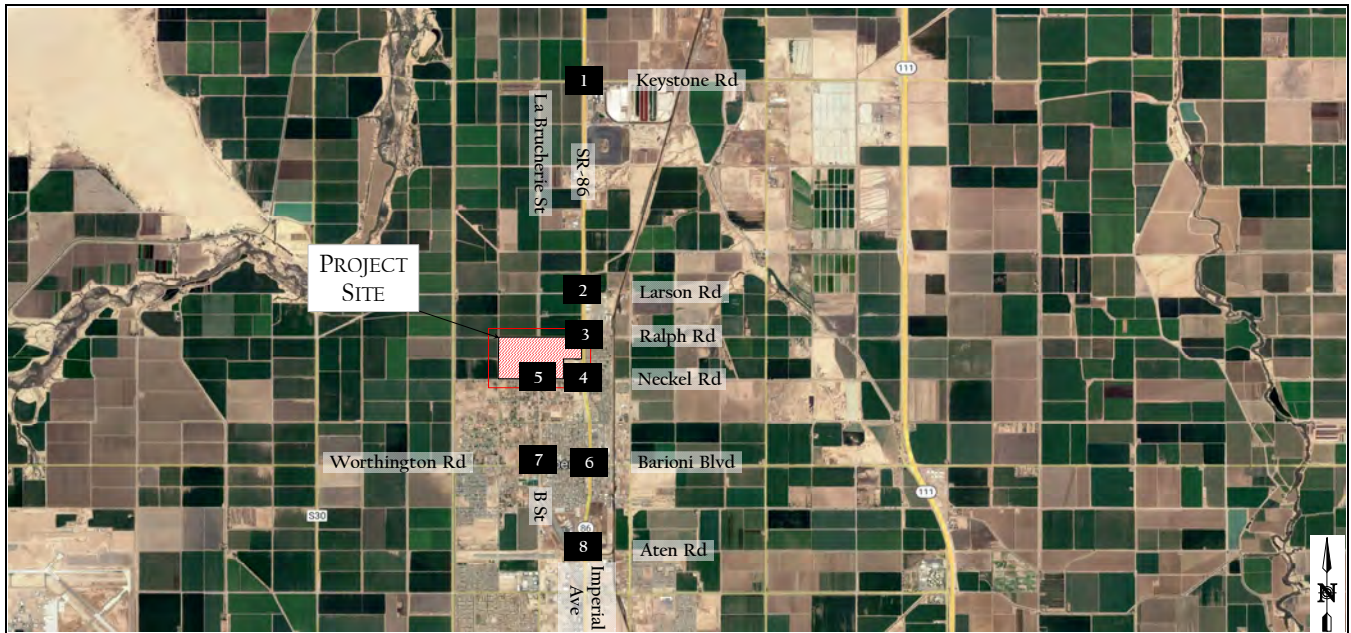 1
Keystone Rd
111
La Brucherie St
SR-86
PROJECT
SITE
2
Larson Rd
3
Ralph Rd
5
4
Neckel Rd
Worthington Rd
7
6
Barioni Blvd
111
B St
S30
86
8
Aten Rd
Imperial
Ave
N